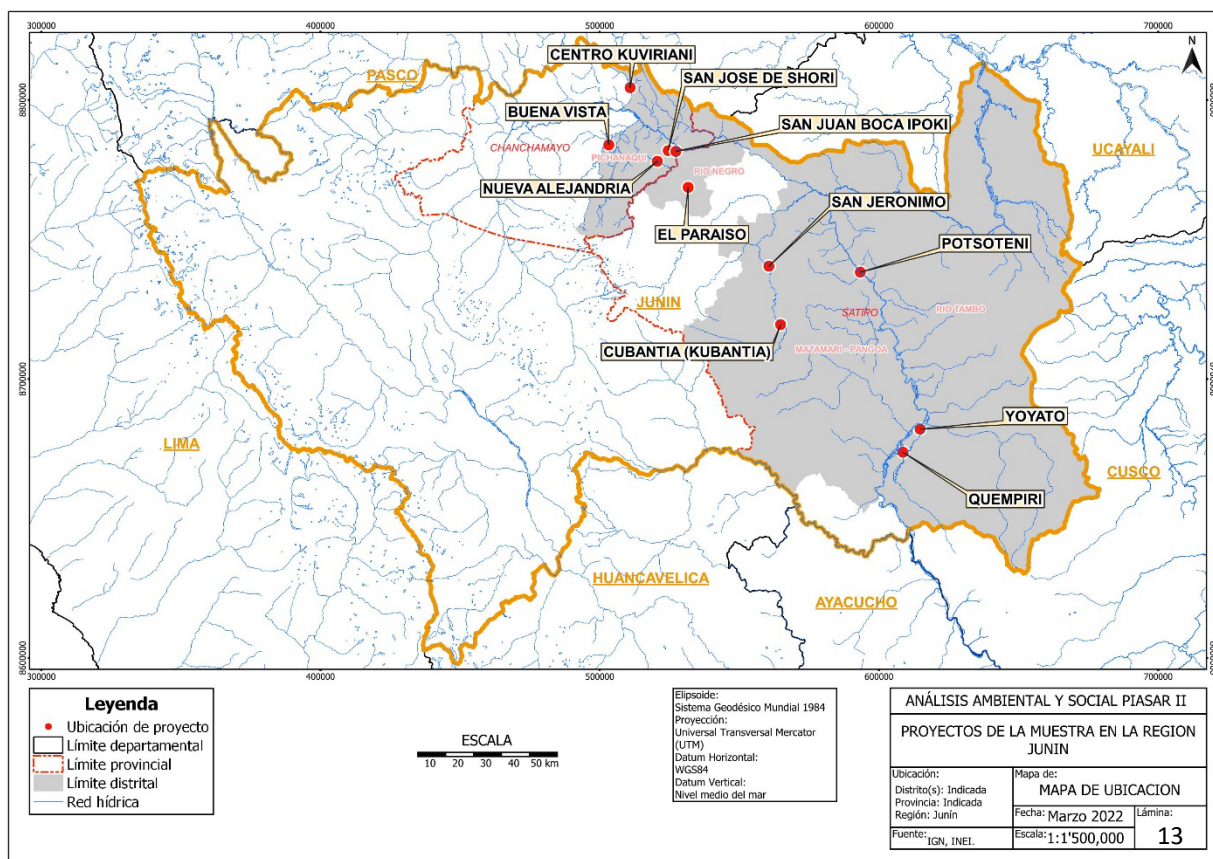 300000
400000
500000
600000
700000
N
CENTRO KUVIRIANI
PASCO
SAN JOSE DE SHORI
8800000
8800000
BUENA VISTA
SAN JUAN BOCA IPOKI
CHANCHAMAYO
UCAYALI
PICHANAQUI
RIO NEGRO
NUEVA ALEJANDRIA
SAN JERONIMO
EL PARAISO
POTSOTENI
JUNIN
SATIPO
RIO TAMBO
CUBANTIA (KUBANTIA)
MAZAMARI - PANGOA
8700000
8700000
YOYATO
LIMA
CUSCO
QUEMPIRI
HUANCAVELICA
AYACUCHO
8600000
8600000
300000
400000
500000
600000
700000
Leyenda
Ubicación de proyecto
Límite departamental
Límite provincial
Límite distrital
Red hídrica
ESCALA
10 20 30 40 50 km
Elipsoide:
Sistema Geodésico Mundial 1984
Proyección:
Universal Transversal Mercator
(UTM)
Datum Horizontal:
WGS84
Datum Vertical:
Nivel medio del mar
ANÁLISIS AMBIENTAL Y SOCIAL PIASAR II
PROYECTOS DE LA MUESTRA EN LA REGION
JUNIN
Ubicación:
Distrito(s): Indicada
Provincia: Indicada
Región: Junín
Mapa de:
MAPA DE UBICACION
Fecha: Marzo 2022
Lámina:
13
Fuente: IGN, INEI.
Escala: 1:1'500,000